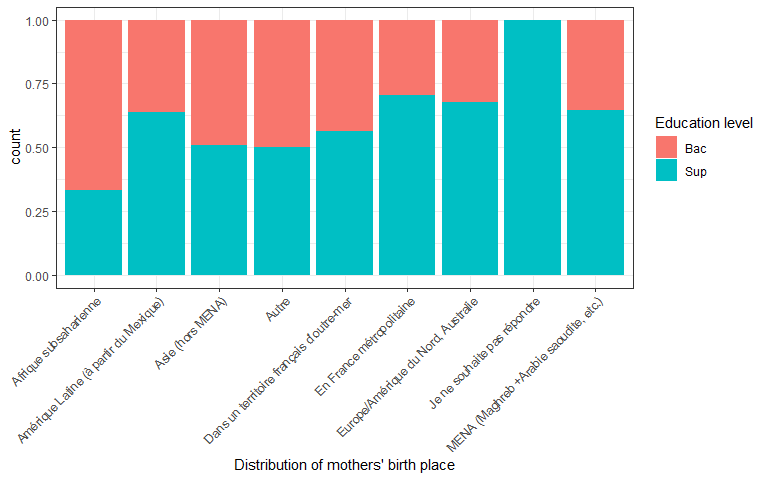 1.00
0.75
0.50
0.25
0.00
count
Afrique subsaharienne
Amérique Latine (à partir du Mexique)
Asie (hors MENA)
Autre
Dans un territoire français d'outre-mer
En France métropolitaine
Europe/Amérique du Nord, Australie
Je ne souhaite pas répondre
MENA (Maghreb +Arabie saoudite, etc.)
Distribution of mothers' birth place
Education level
Bac
Sup